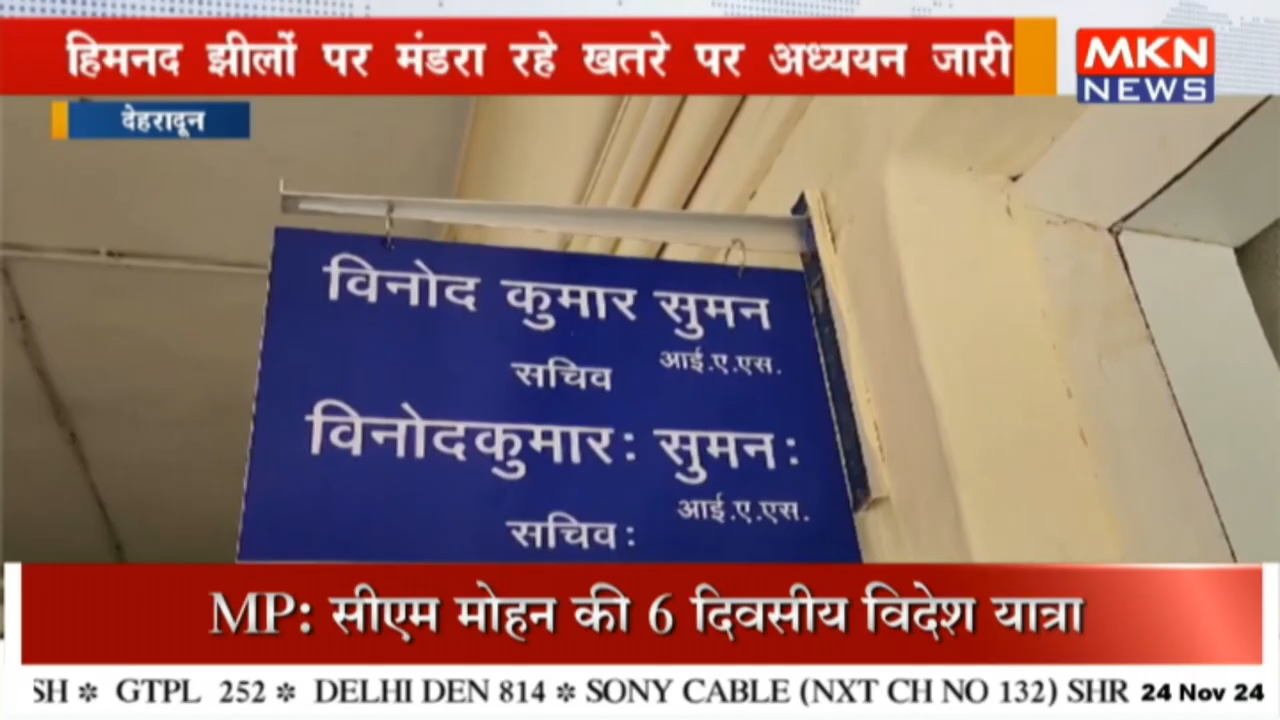 हिमनद झीलों पर मंडरा रहे खतरे पर अध्ययन जारी
MKN
NEWS
देहरादून
विनोद कुमार सुमन
आई.ए.एस.
सचिव
विनोदकुमारः सुमनः
आई.ए.एस.
सचिवः
MP: सीएम मोहन की 6 दिवसीय विदेश यात्रा
SH ❇ GTPL 252 ❇ DELHI DEN 814 ❇ SONY CABLE (NXT CH NO 132) SHR 24 Nov 24